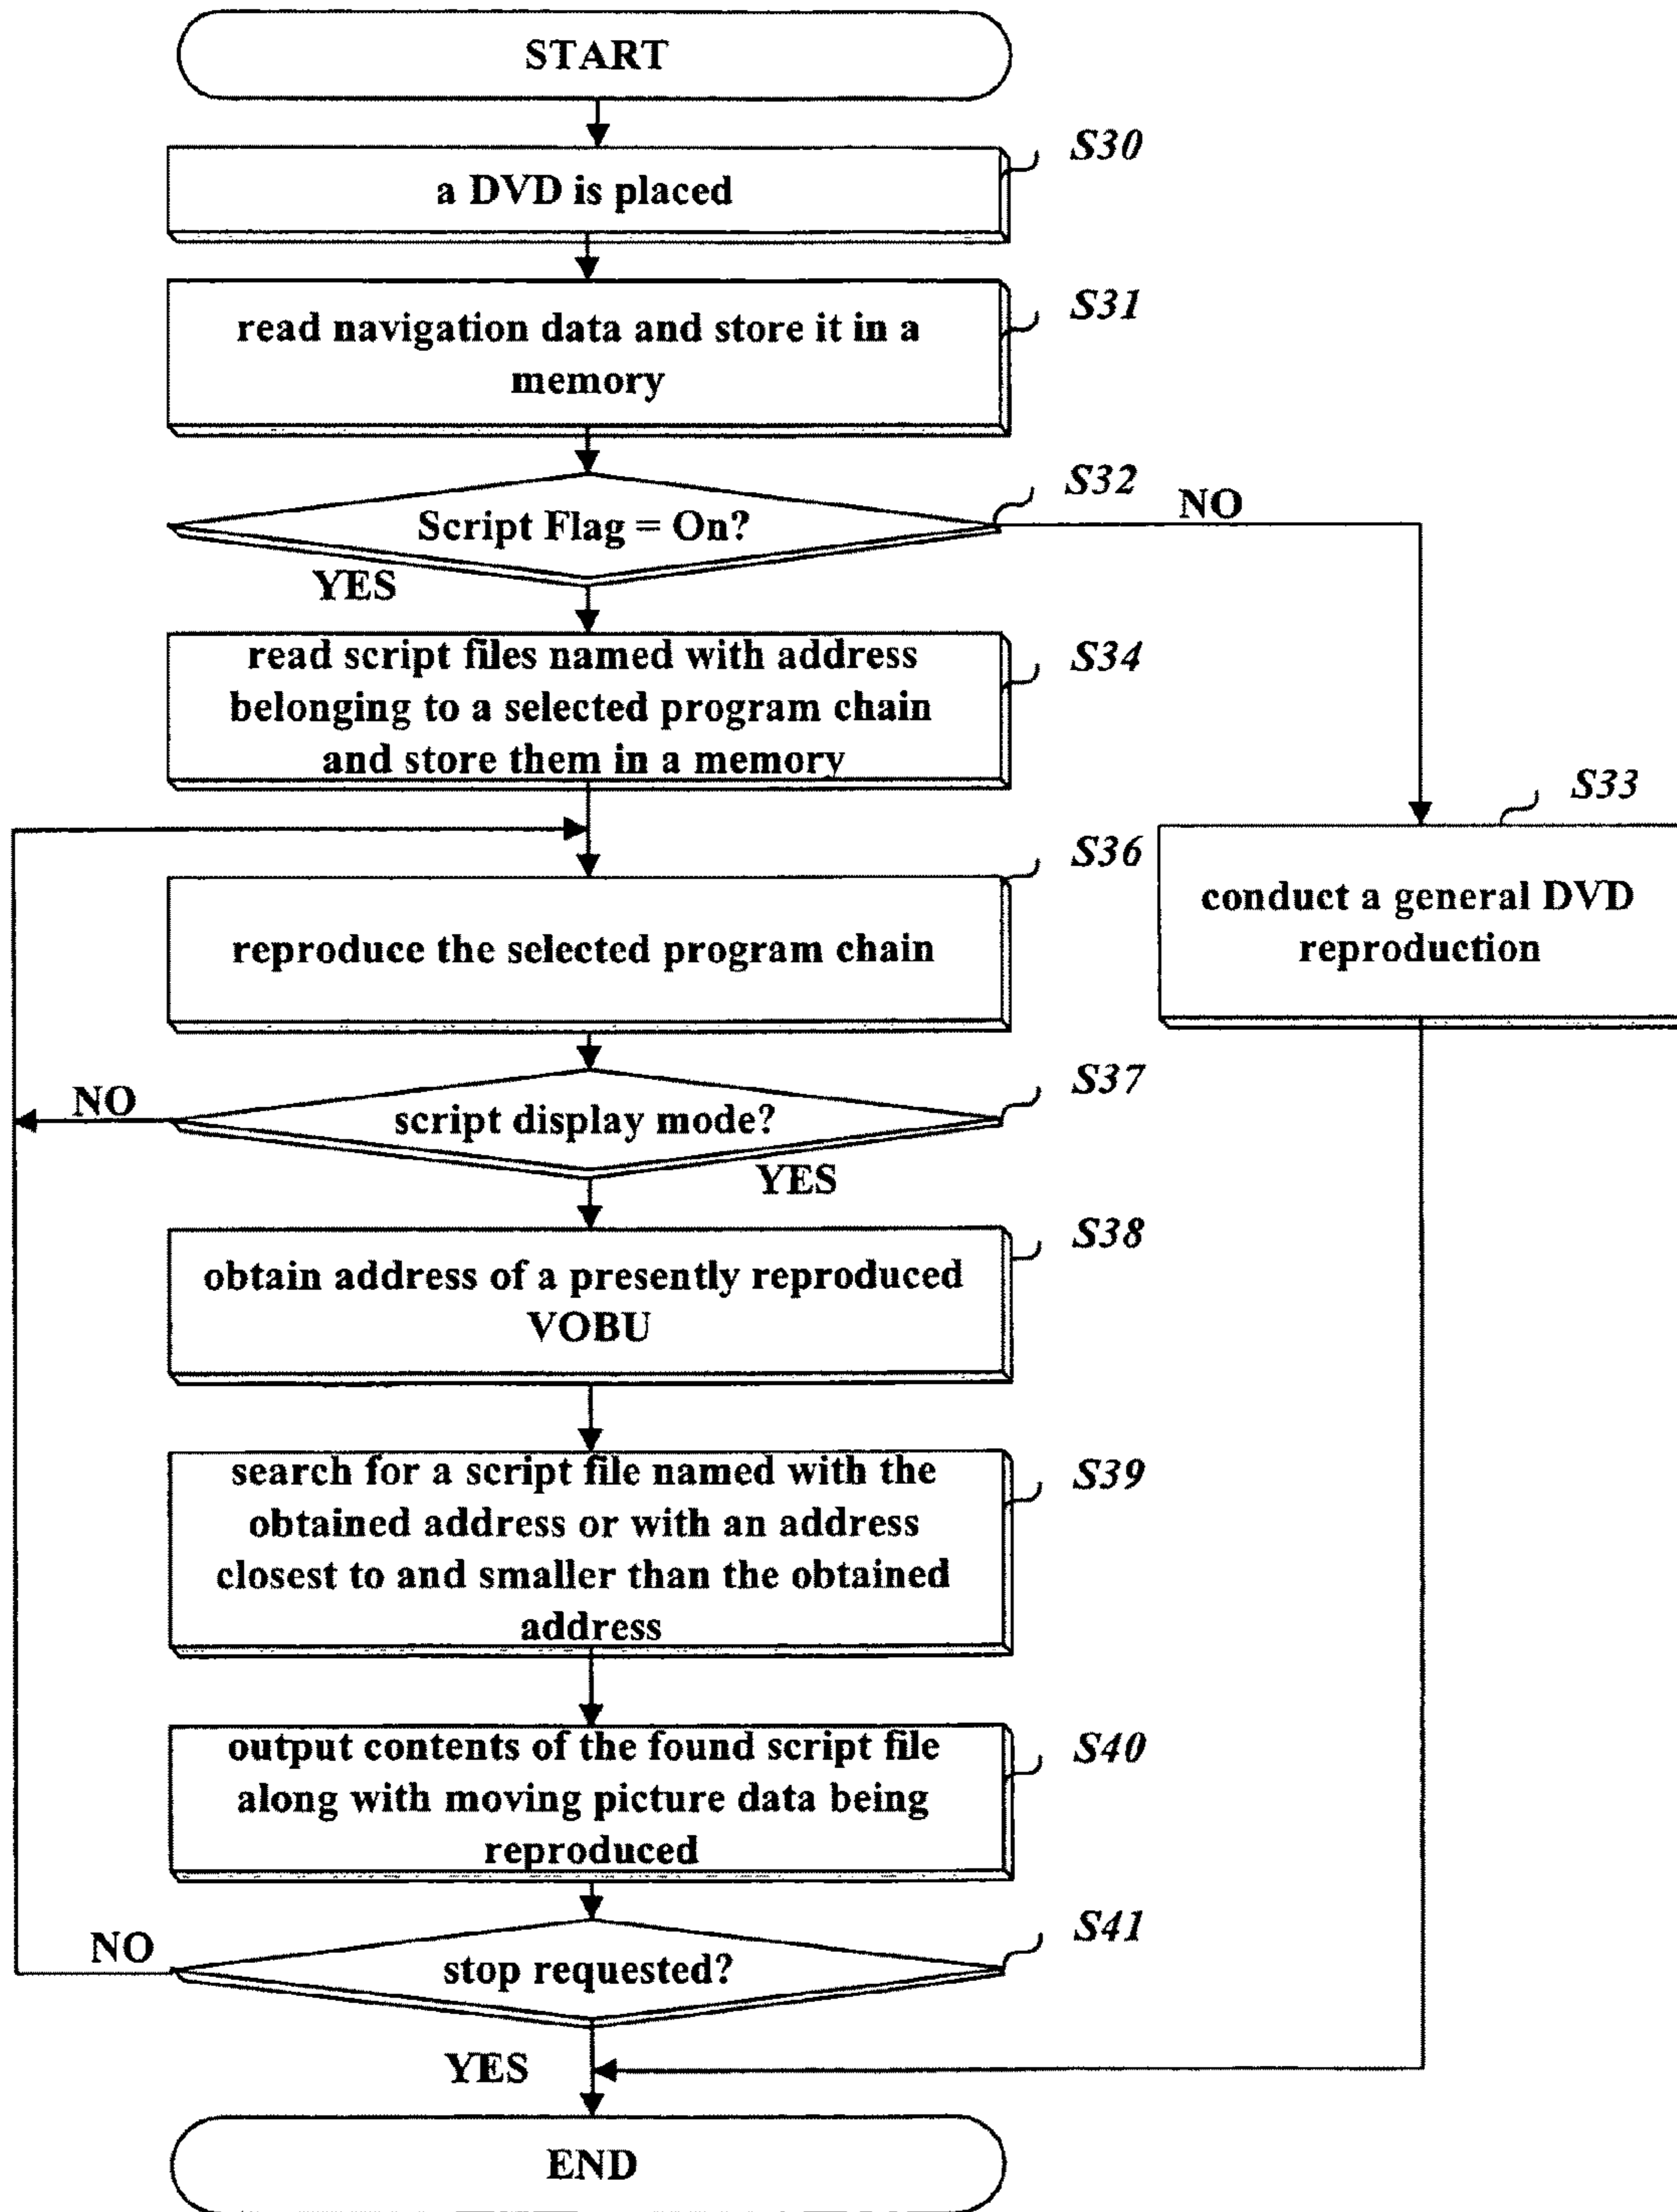 START
S30
a DVD is placed
S31
read navigation data and store it in a
memory
S32
Script Flag = On?
NO
YES
S34
read script files named with address
belonging to a selected program chain
and store them in a memory
S33
conduct a general DVD
reproduction
S36
reproduce the selected program chain
S37
script display mode?
NO
YES
S38
obtain address of a presently reproduced
VOBU
S39
search for a script file named with the
obtained address or with an address
closest to and smaller than the obtained
address
S40
output contents of the found script file
along with moving picture data being
reproduced
S41
stop requested?
NO
YES
END